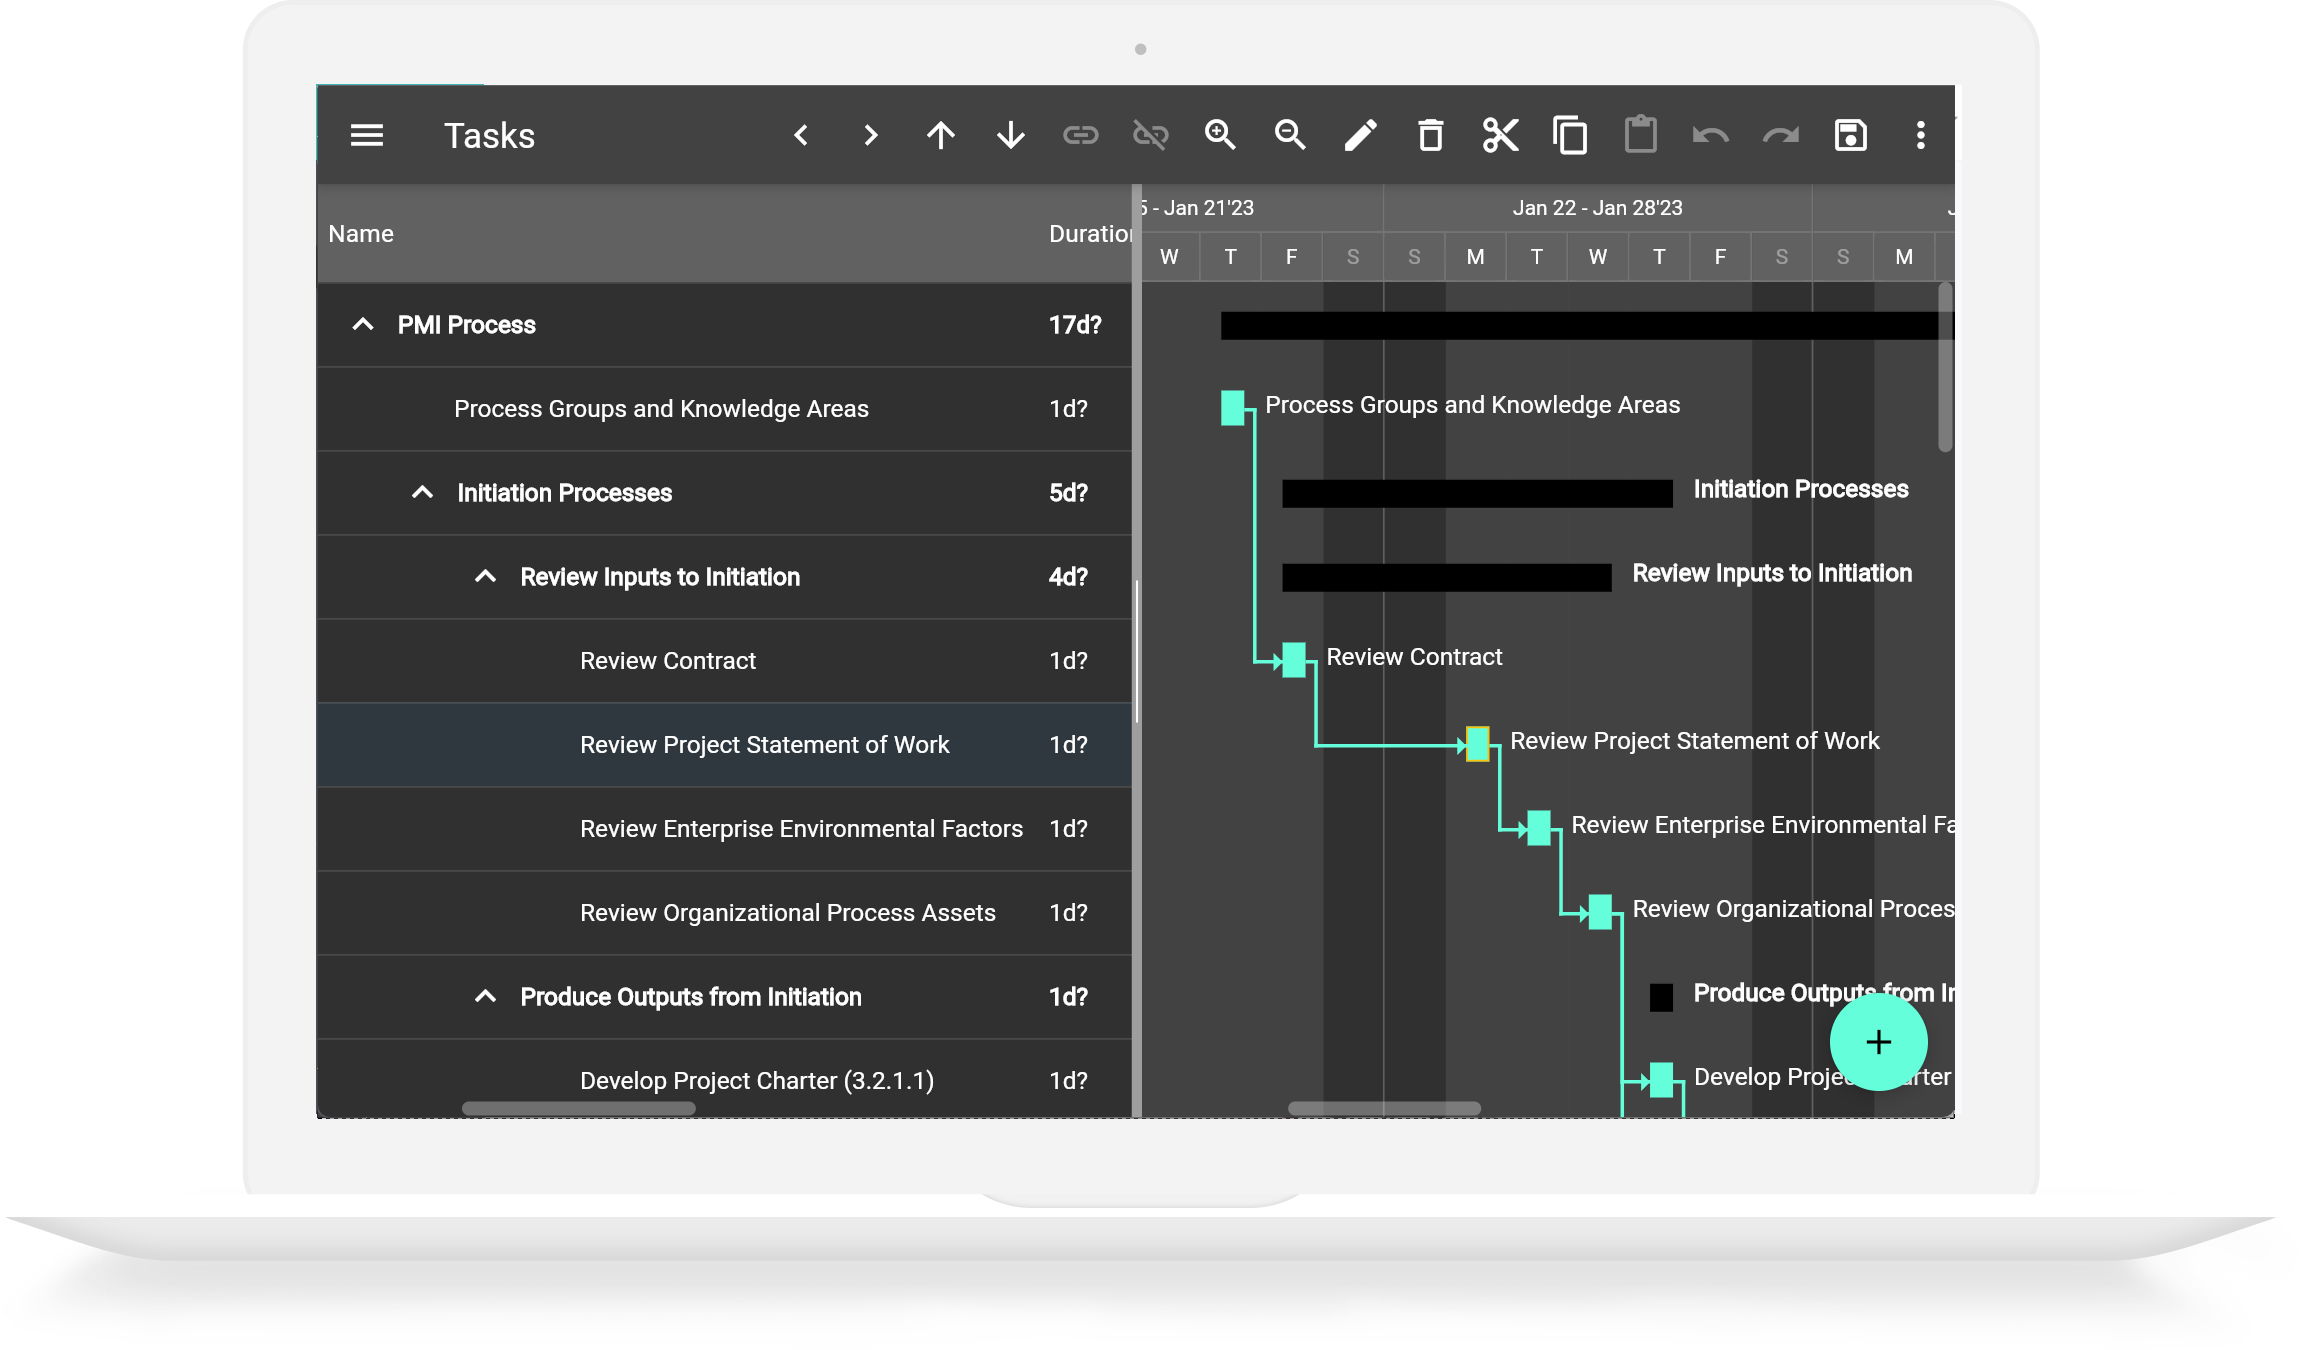 Tasks
Name Duration
5 - Jan 21'23 Jan 22 - Jan 28'23 J
W T F S S M T W T F S S M
PMI Process 17d?
Process Groups and Knowledge Areas 1d? Process Groups and Knowledge Areas
Initiation Processes 5d? Initiation Processes
Review Inputs to Initiation 4d? Review Inputs to Initiation
Review Contract 1d? Review Contract
Review Project Statement of Work 1d? Review Project Statement of Work
Review Enterprise Environmental Factors 1d? Review Enterprise Environmental Fa
Review Organizational Process Assets 1d? Review Organizational Proces
Produce Outputs from Initiation 1d? Produce Outputs from In
Develop Project Charter (3.2.1.1) 1d? Develop Project Charter